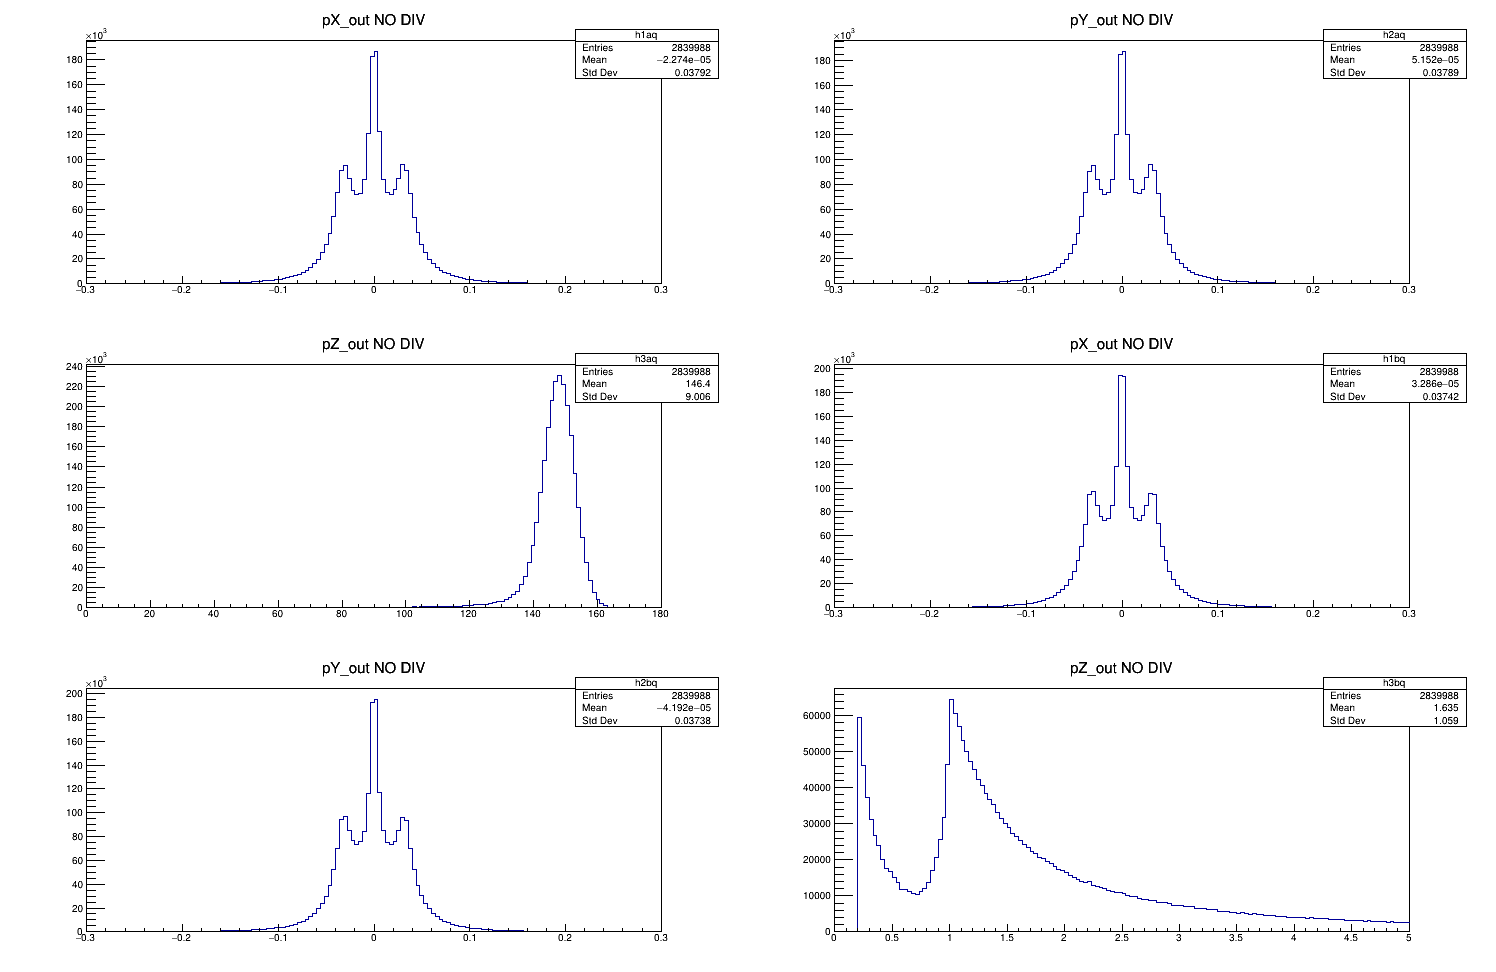 pX_out NO DIV
×10³
h1aq
Entries 2839988
Mean −2.274e−05
Std Dev 0.03792
180
160
140
120
100
80
60
40
20
0
−0.3 −0.2 −0.1 0 0.1 0.2 0.3
pY_out NO DIV
×10³
h2aq
Entries 2839988
Mean 5.152e−05
Std Dev 0.03789
180
160
140
120
100
80
60
40
20
0
−0.3 −0.2 −0.1 0 0.1 0.2 0.3
pZ_out NO DIV
×10³
h3aq
Entries 2839988
Mean 146.4
Std Dev 9.006
240
220
200
180
160
140
120
100
80
60
40
20
0
0 20 40 60 80 100 120 140 160 180
pX_out NO DIV
×10³
h1bq
Entries 2839988
Mean 3.286e−05
Std Dev 0.03742
200
180
160
140
120
100
80
60
40
20
0
−0.3 −0.2 −0.1 0 0.1 0.2 0.3
pY_out NO DIV
×10³
h2bq
Entries 2839988
Mean −4.192e−05
Std Dev 0.03738
200
180
160
140
120
100
80
60
40
20
0
−0.3 −0.2 −0.1 0 0.1 0.2 0.3
pZ_out NO DIV
h3bq
Entries 2839988
Mean 1.635
Std Dev 1.059
60000
50000
40000
30000
20000
10000
0
0 0.5 1 1.5 2 2.5 3 3.5 4 4.5 5